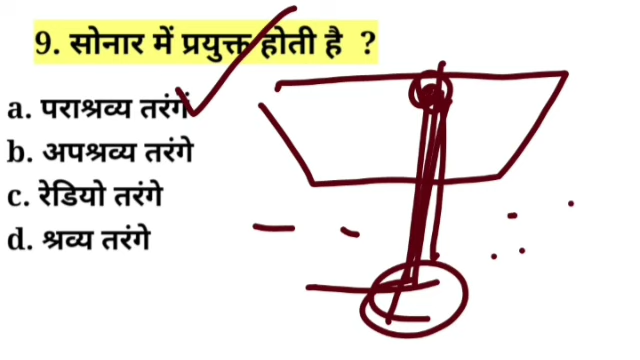 9. सोनार में प्रयुक्त होती है ?
a. पराश्रव्य तरंगें
b. अपश्रव्य तरंगे
c. रेडियो तरंगे
d. श्रव्य तरंगे